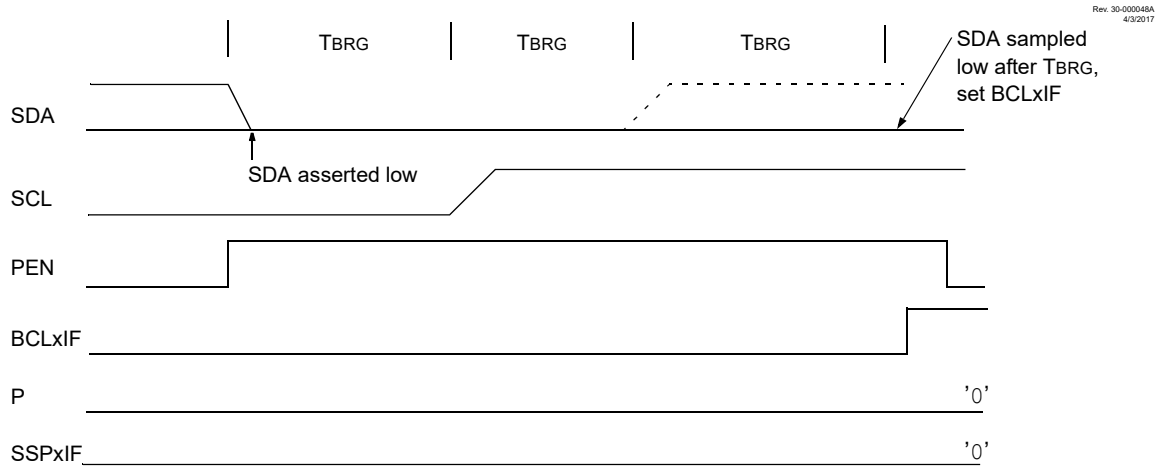 Rev. 30-000048A
4/3/2017
TBRG TBRG TBRG
SDA sampled
low after TBRG,
set BCLxIF
SDA
SDA asserted low
SCL
PEN
BCLxIF
P '0'
SSPxIF '0'